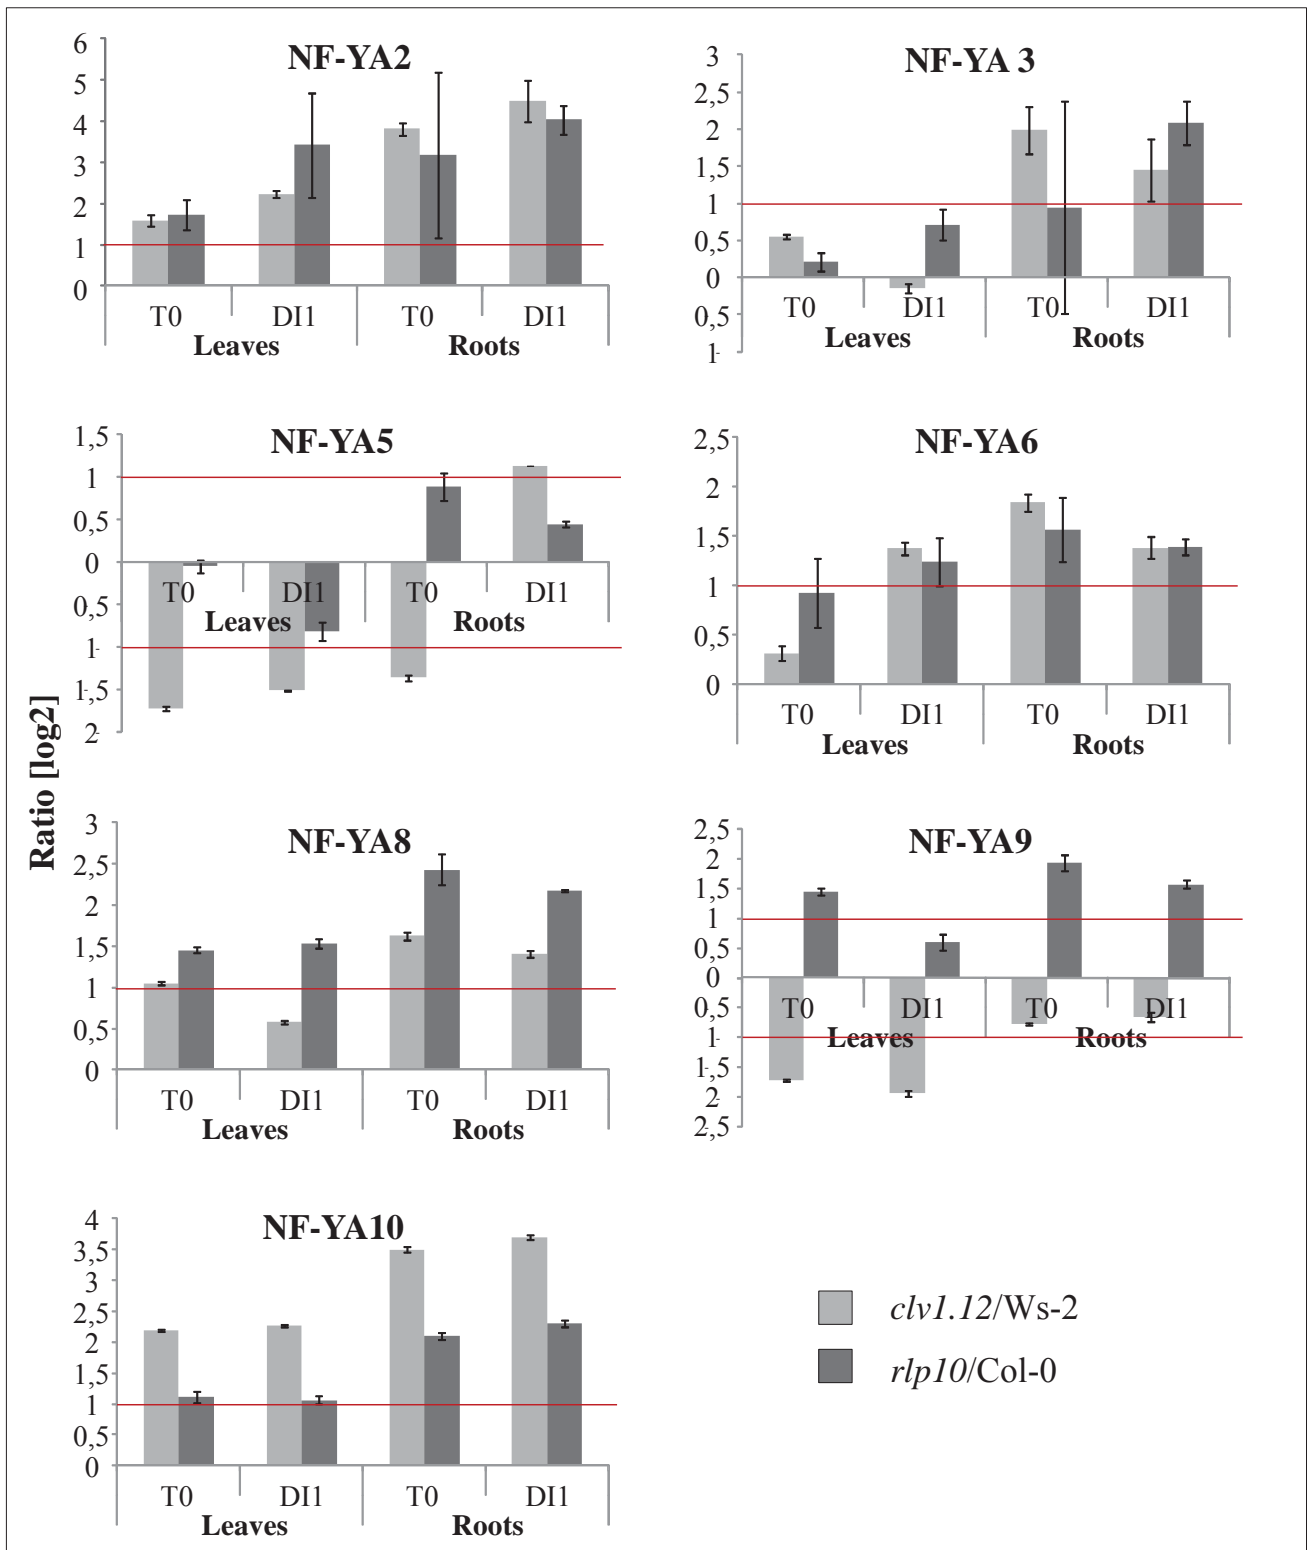 Ratio [log2]
NF-YA2
6
5
4
3
2
1
0
T0 DI1 T0 DI1
Leaves Roots
NF-YA 3
3
2,5
2
1,5
1
0,5
0
0,5
1-
T0 DI1 T0 DI1
Leaves Roots
NF-YA5
1,5
1
0,5
0
0,5
1-
1-,5
2-
T0 DI1 T0 DI1
Leaves Roots
NF-YA6
2,5
2
1,5
1
0,5
0
T0 DI1 T0 DI1
Leaves Roots
NF-YA8
3
2,5
2
1,5
1
0,5
0
T0 DI1 T0 DI1
Leaves Roots
NF-YA9
2,5
2
1,5
1
0,5
0
0,5
1-
1-,5
2-
2-,5
T0 DI1 T0 DI1
Leaves Roots
NF-YA10
4
3,5
3
2,5
2
1,5
1
0,5
0
T0 DI1 T0 DI1
Leaves Roots
clv1.12/Ws-2
rlp10/Col-0